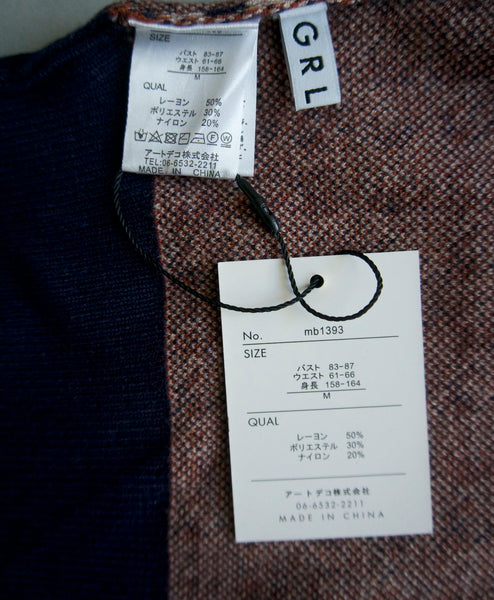 SIZE
バスト 83-87
ウエスト 61-66
身長 158-164
M
QUAL
レーヨン 50%
ポリエステル 30%
ナイロン 20%
アートデコ株式会社
TEL:06-6532-2211
MADE IN CHINA
GRL
No. mb1393
SIZE
バスト 83-87
ウエスト 61-66
身長 158-164
M
QUAL
レーヨン 50%
ポリエステル 30%
ナイロン 20%
アートデコ株式会社
06-6532-2211
MADE IN CHINA